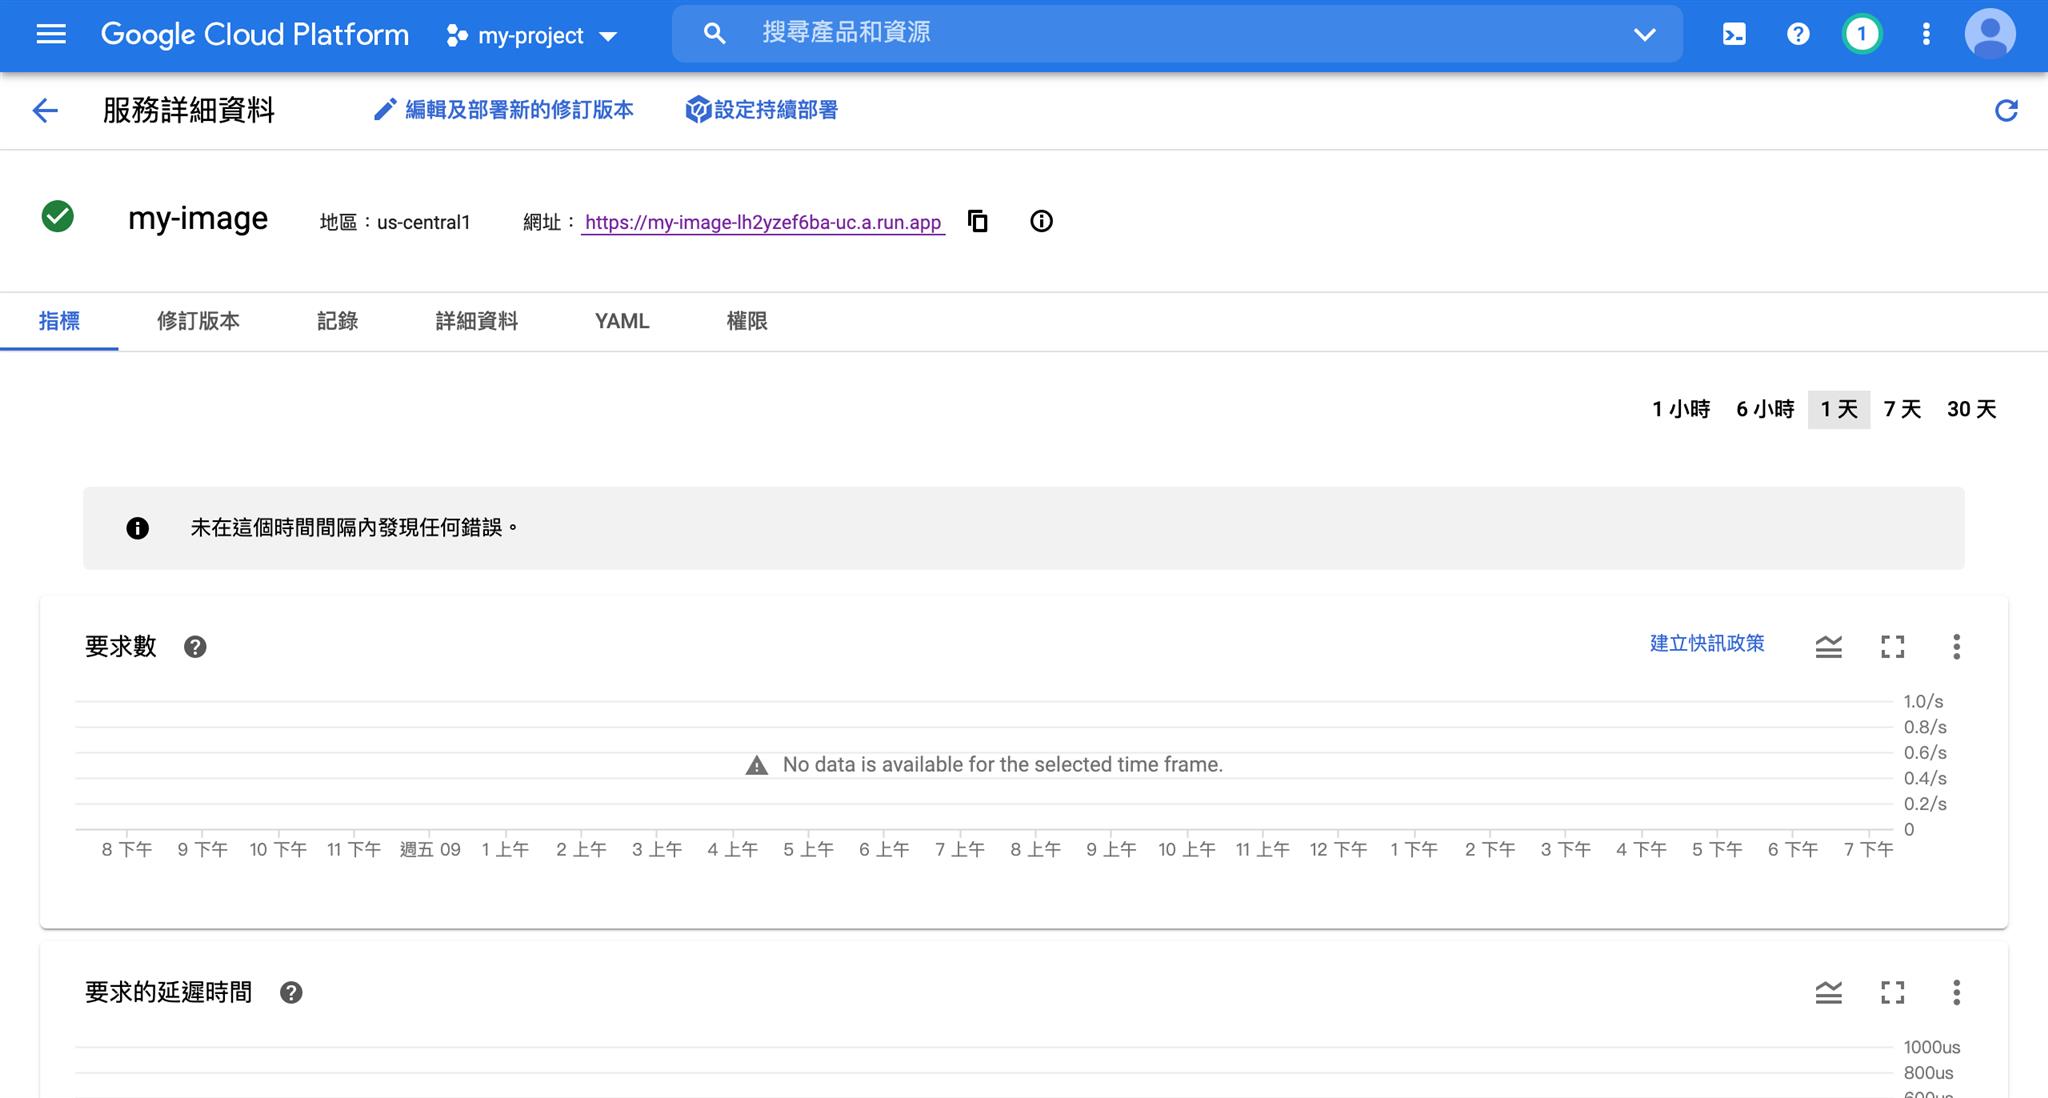 Google Cloud Platform my-project 搜尋產品和資源 1
服務詳細資料 編輯及部署新的修訂版本 設定持續部署
my-image 地區：us-central1 網址： https://my-image-lh2yzef6ba-uc.a.run.app
指標 修訂版本 記錄 詳細資料 YAML 權限
1 小時 6 小時 1 天 7 天 30 天
未在這個時間間隔內發現任何錯誤。
要求數 建立快訊政策
1.0/s
0.8/s
0.6/s
No data is available for the selected time frame.
0.4/s
0.2/s
0
8 下午 9 下午 10 下午 11 下午 週五 09 1 上午 2 上午 3 上午 4 上午 5 上午 6 上午 7 上午 8 上午 9 上午 10 上午 11 上午 12 下午 1 下午 2 下午 3 下午 4 下午 5 下午 6 下午 7 下午
要求的延遲時間
1000us
800us
600us